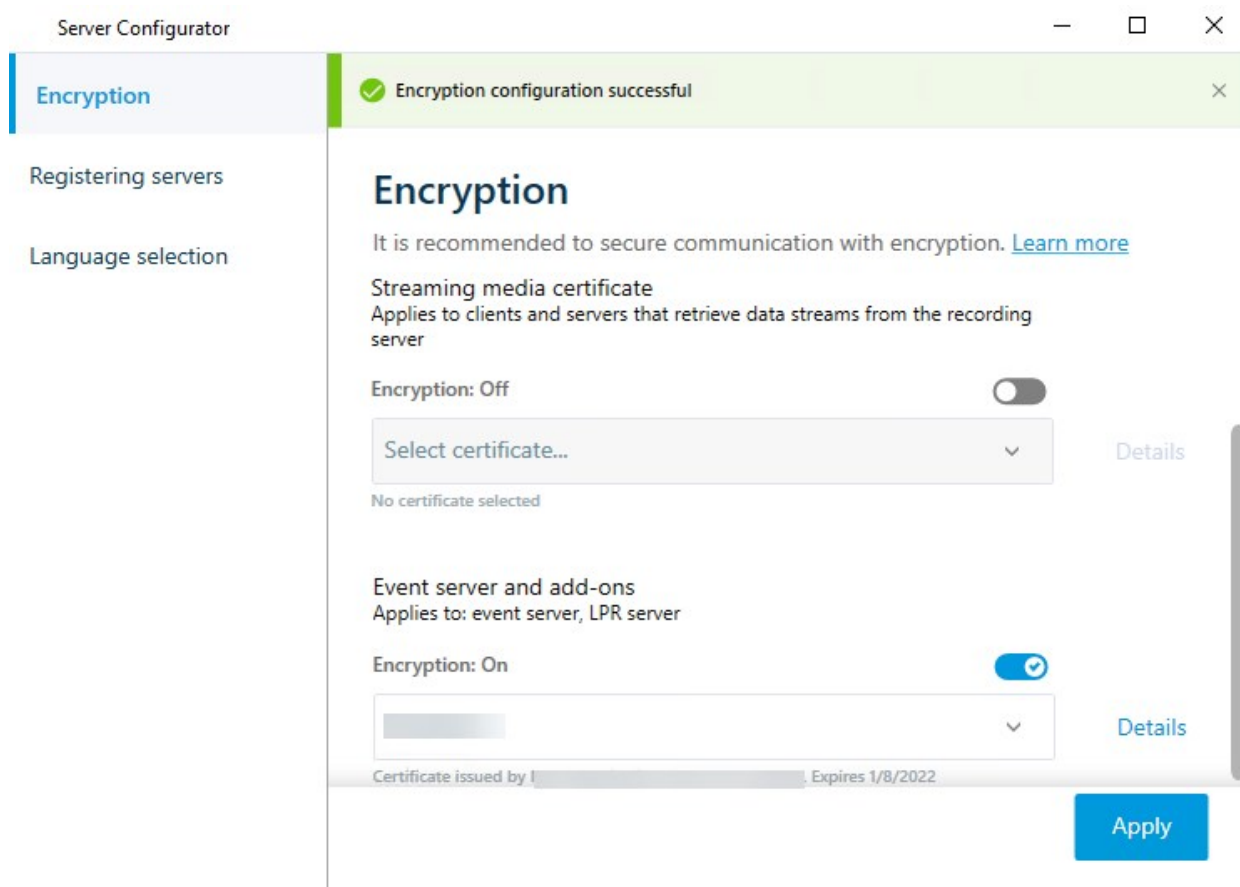 Server Configurator
Encryption
Registering servers
Language selection
Encryption configuration successful
Encryption
It is recommended to secure communication with encryption. Learn more
Streaming media certificate
Applies to clients and servers that retrieve data streams from the recording
server
Encryption: Off
Select certificate...
Details
No certificate selected
Event server and add-ons
Applies to: event server, LPR server
Encryption: On
Details
Certificate issued by . Expires 1/8/2022
Apply